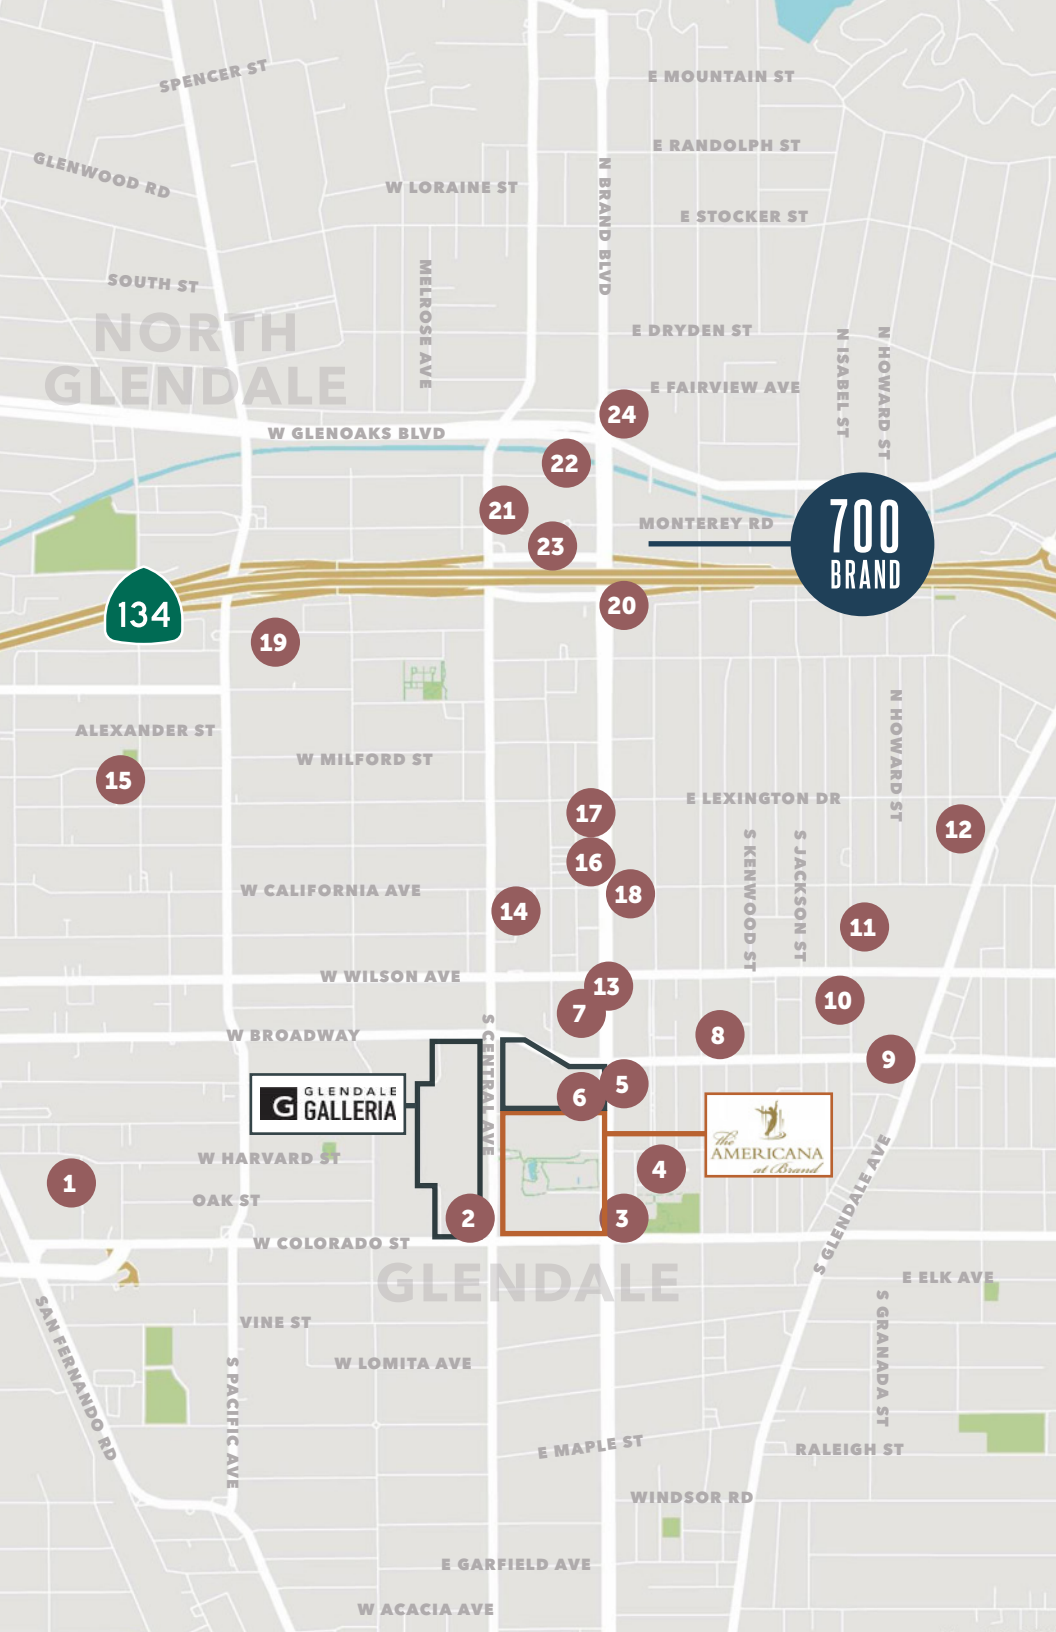 SPENCER ST
E MOUNTAIN ST
GLENWOOD RD
E RANDOLPH ST
W LORAINE ST
N BRAND BLVD
E STOCKER ST
SOUTH ST
MELROSE AVE
NORTH
GLENDALE
E DRYDEN ST
N ISABEL ST
N HOWARD ST
E FAIRVIEW AVE
24
W GLENOAKS BLVD
22
21
MONTEREY RD
700
BRAND
23
134
20
19
ALEXANDER ST
N HOWARD ST
W MILFORD ST
15
E LEXINGTON DR
17
12
S KENWOOD ST
S JACKSON ST
16
W CALIFORNIA AVE
18
14
11
W WILSON AVE
13
10
7
W BROADWAY
8
S CENTRAL AVE
9
G
GLENDALE
GALLERIA
5
6
The
AMERICANA
at Brand
W HARVARD ST
4
1
OAK ST
2
3
W COLORADO ST
S GLENDALE AVE
GLENDALE
E ELK AVE
SAN FERNANDO RD
VINE ST
S GRANADA ST
W LOMITA AVE
S PACIFIC AVE
E MAPLE ST
RALEIGH ST
WINDSOR RD
E GARFIELD AVE
W ACACIA AVE